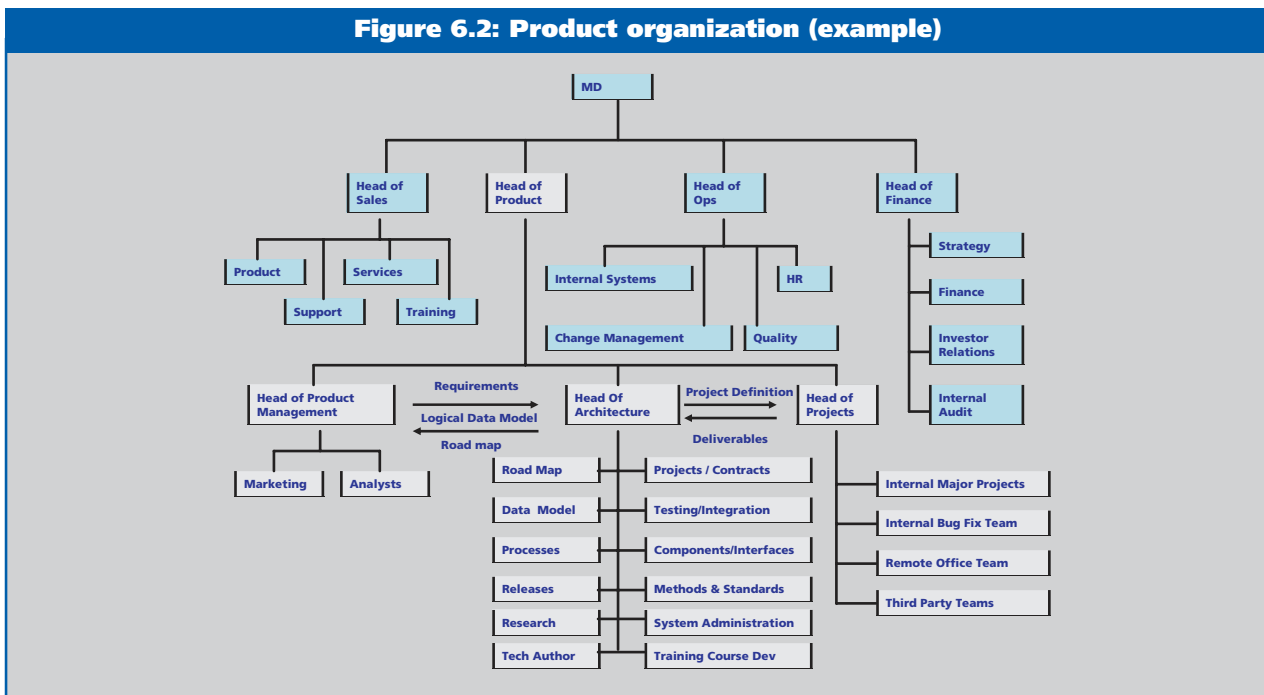 Figure 6.2: Product organization (example)
MD
Head of
Sales
Head of
Product
Head of
Ops
Head of
Finance
Product
Services
Support
Training
Internal Systems
HR
Change Management
Quality
Strategy
Finance
Investor
Relations
Internal
Audit
Head of Product
Management
Requirements
Logical Data Model
Road map
Head Of
Architecture
Project Definition
Deliverables
Head of
Projects
Marketing
Analysts
Road Map
Projects / Contracts
Data Model
Testing/Integration
Processes
Components/Interfaces
Releases
Methods & Standards
Research
System Administration
Tech Author
Training Course Dev
Internal Major Projects
Internal Bug Fix Team
Remote Office Team
Third Party Teams